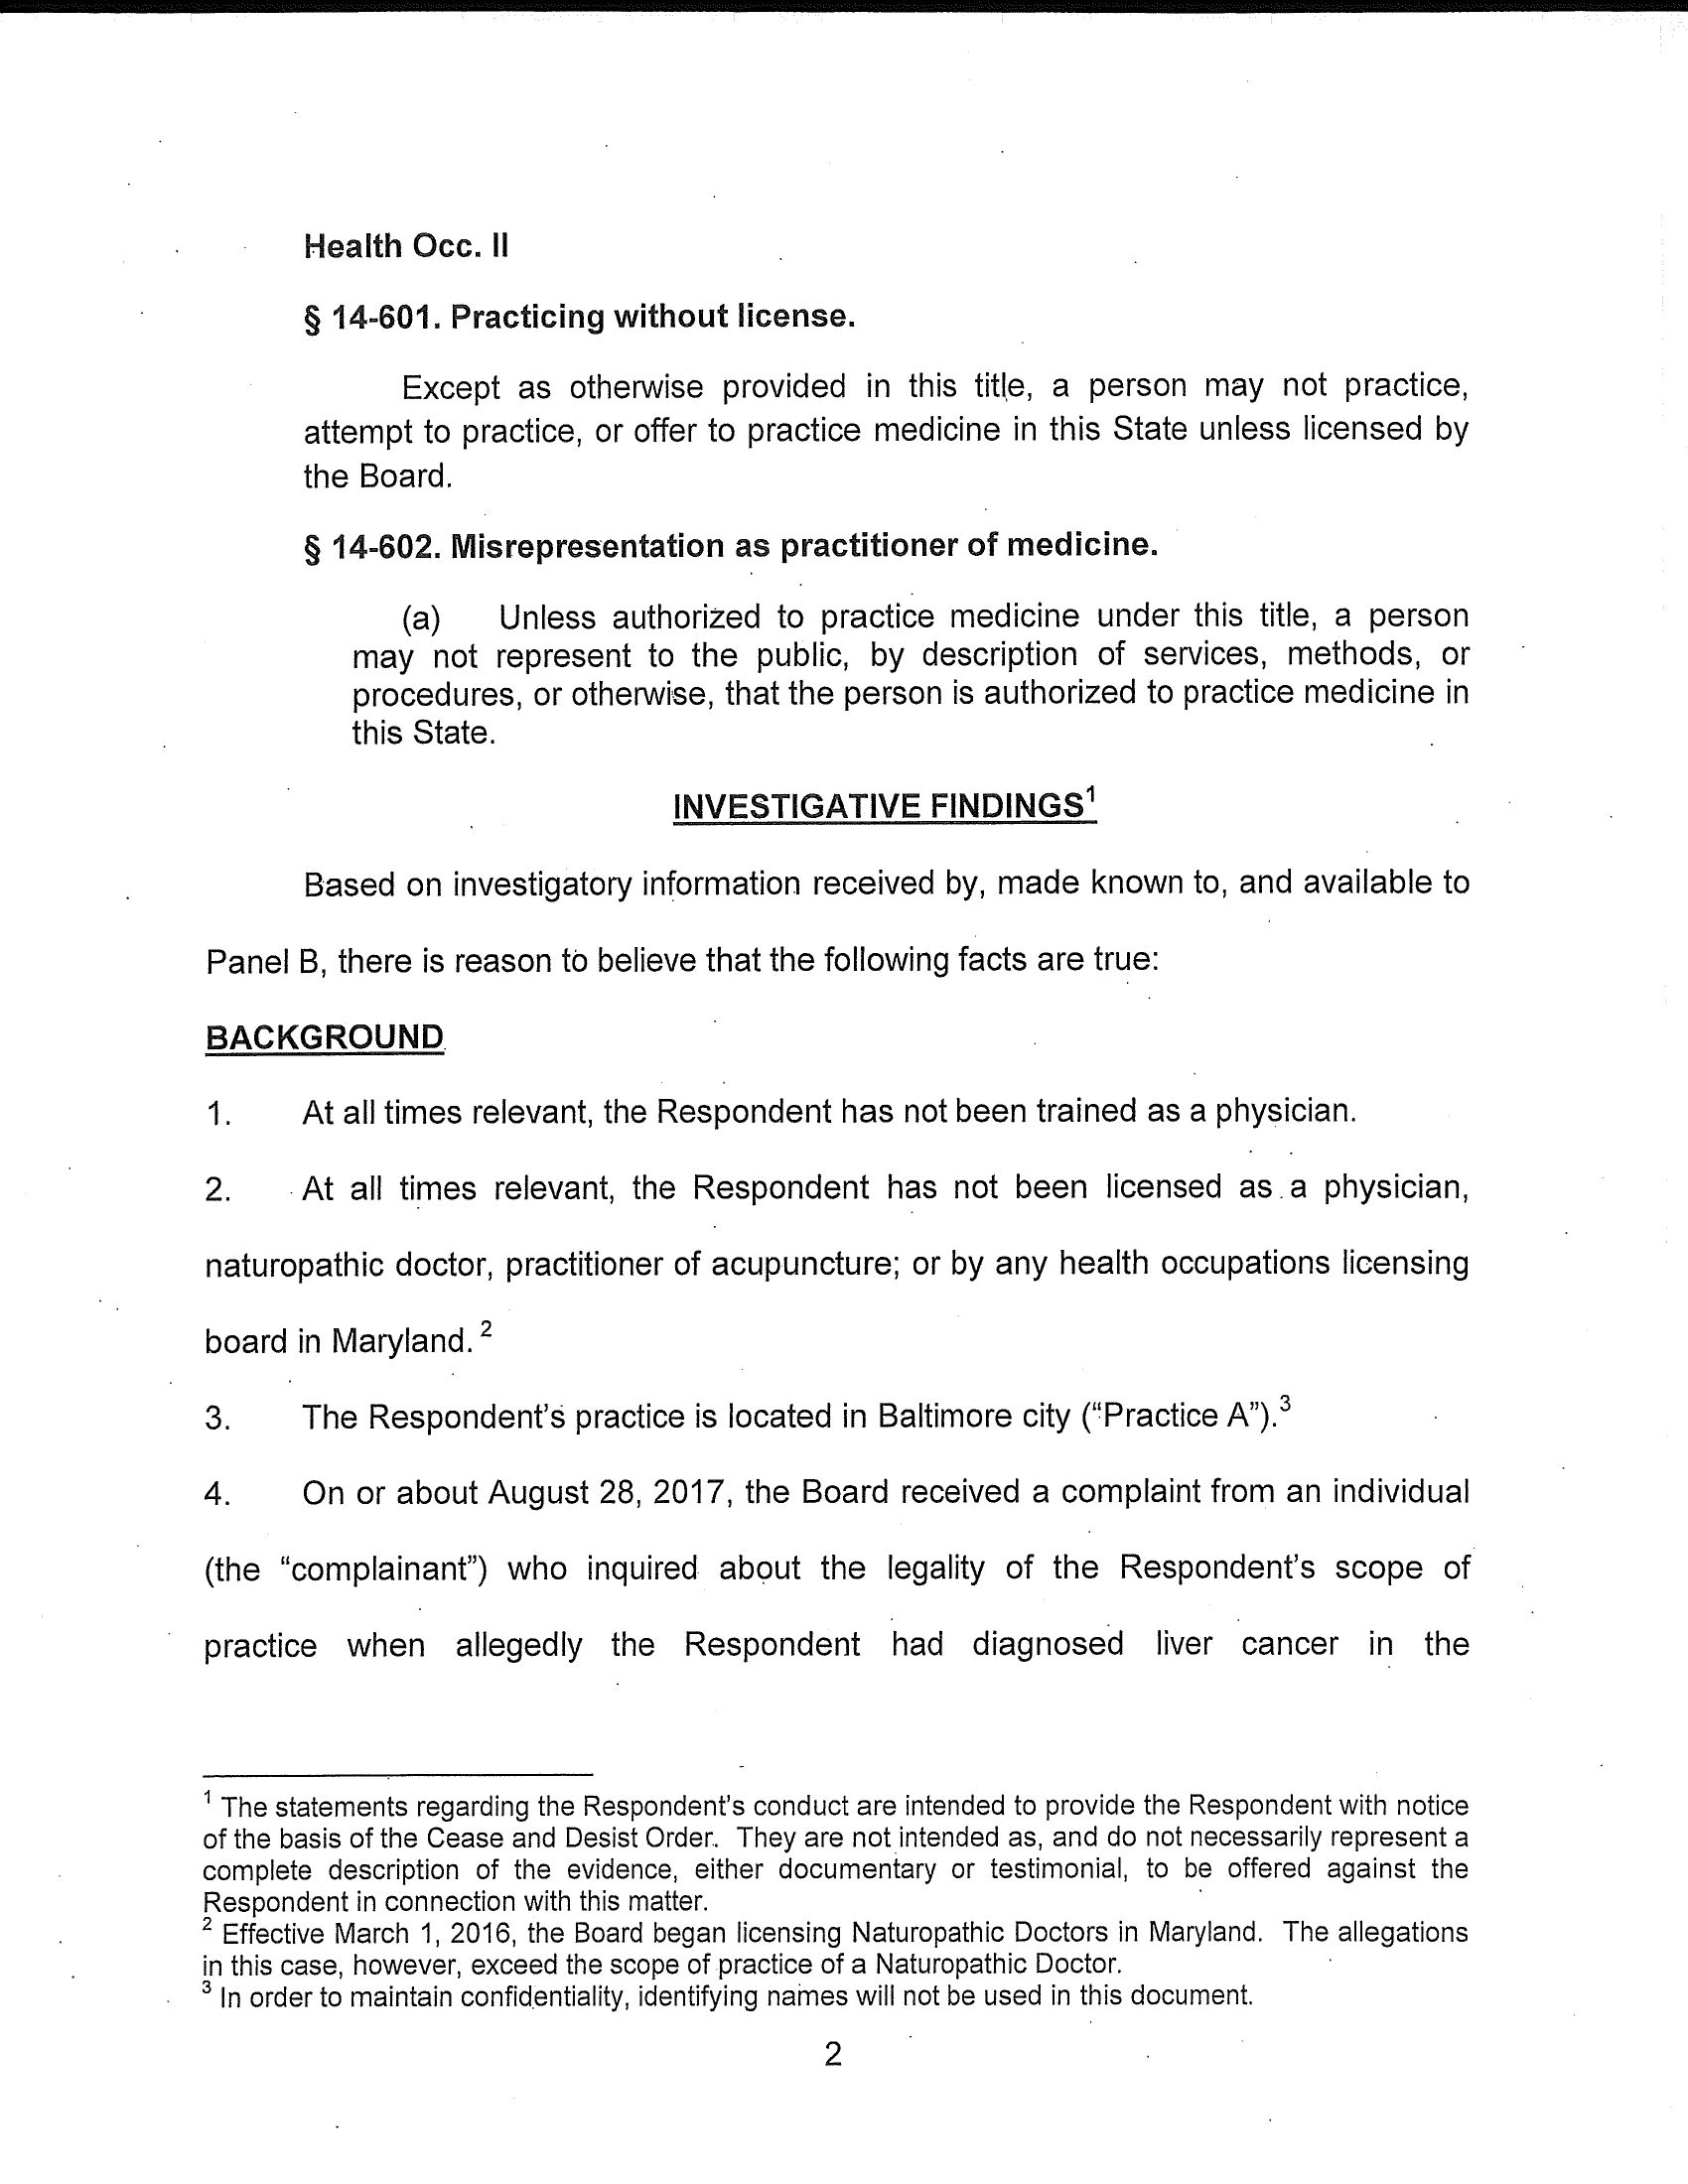 Health Occ. II
§ 14-601. Practicing without license.
Except as otherwise provided in this title, a person may not practice,
attempt to practice, or offer to practice medicine in this State unless licensed by
the Board.
§ 14-602. Misrepresentation as practitioner of medicine.
(a) Unless authorized to practice medicine under this title, a person
may not represent to the public, by description of services, methods, or
procedures, or otherwise, that the person is authorized to practice medicine in
this State.
INVESTIGATIVE FINDINGS¹
Based on investigatory information received by, made known to, and available to
Panel B, there is reason to believe that the following facts are true:
BACKGROUND
1. At all times relevant, the Respondent has not been trained as a physician.
2. At all times relevant, the Respondent has not been licensed as a physician,
naturopathic doctor, practitioner of acupuncture; or by any health occupations licensing
board in Maryland. ²
3. The Respondent's practice is located in Baltimore city ("Practice A").³
4. On or about August 28, 2017, the Board received a complaint from an individual
(the "complainant") who inquired about the legality of the Respondent's scope of
practice when allegedly the Respondent had diagnosed liver cancer in the
¹ The statements regarding the Respondent's conduct are intended to provide the Respondent with notice
of the basis of the Cease and Desist Order. They are not intended as, and do not necessarily represent a
complete description of the evidence, either documentary or testimonial, to be offered against the
Respondent in connection with this matter.
² Effective March 1, 2016, the Board began licensing Naturopathic Doctors in Maryland. The allegations
in this case, however, exceed the scope of practice of a Naturopathic Doctor.
³ In order to maintain confidentiality, identifying names will not be used in this document.
2